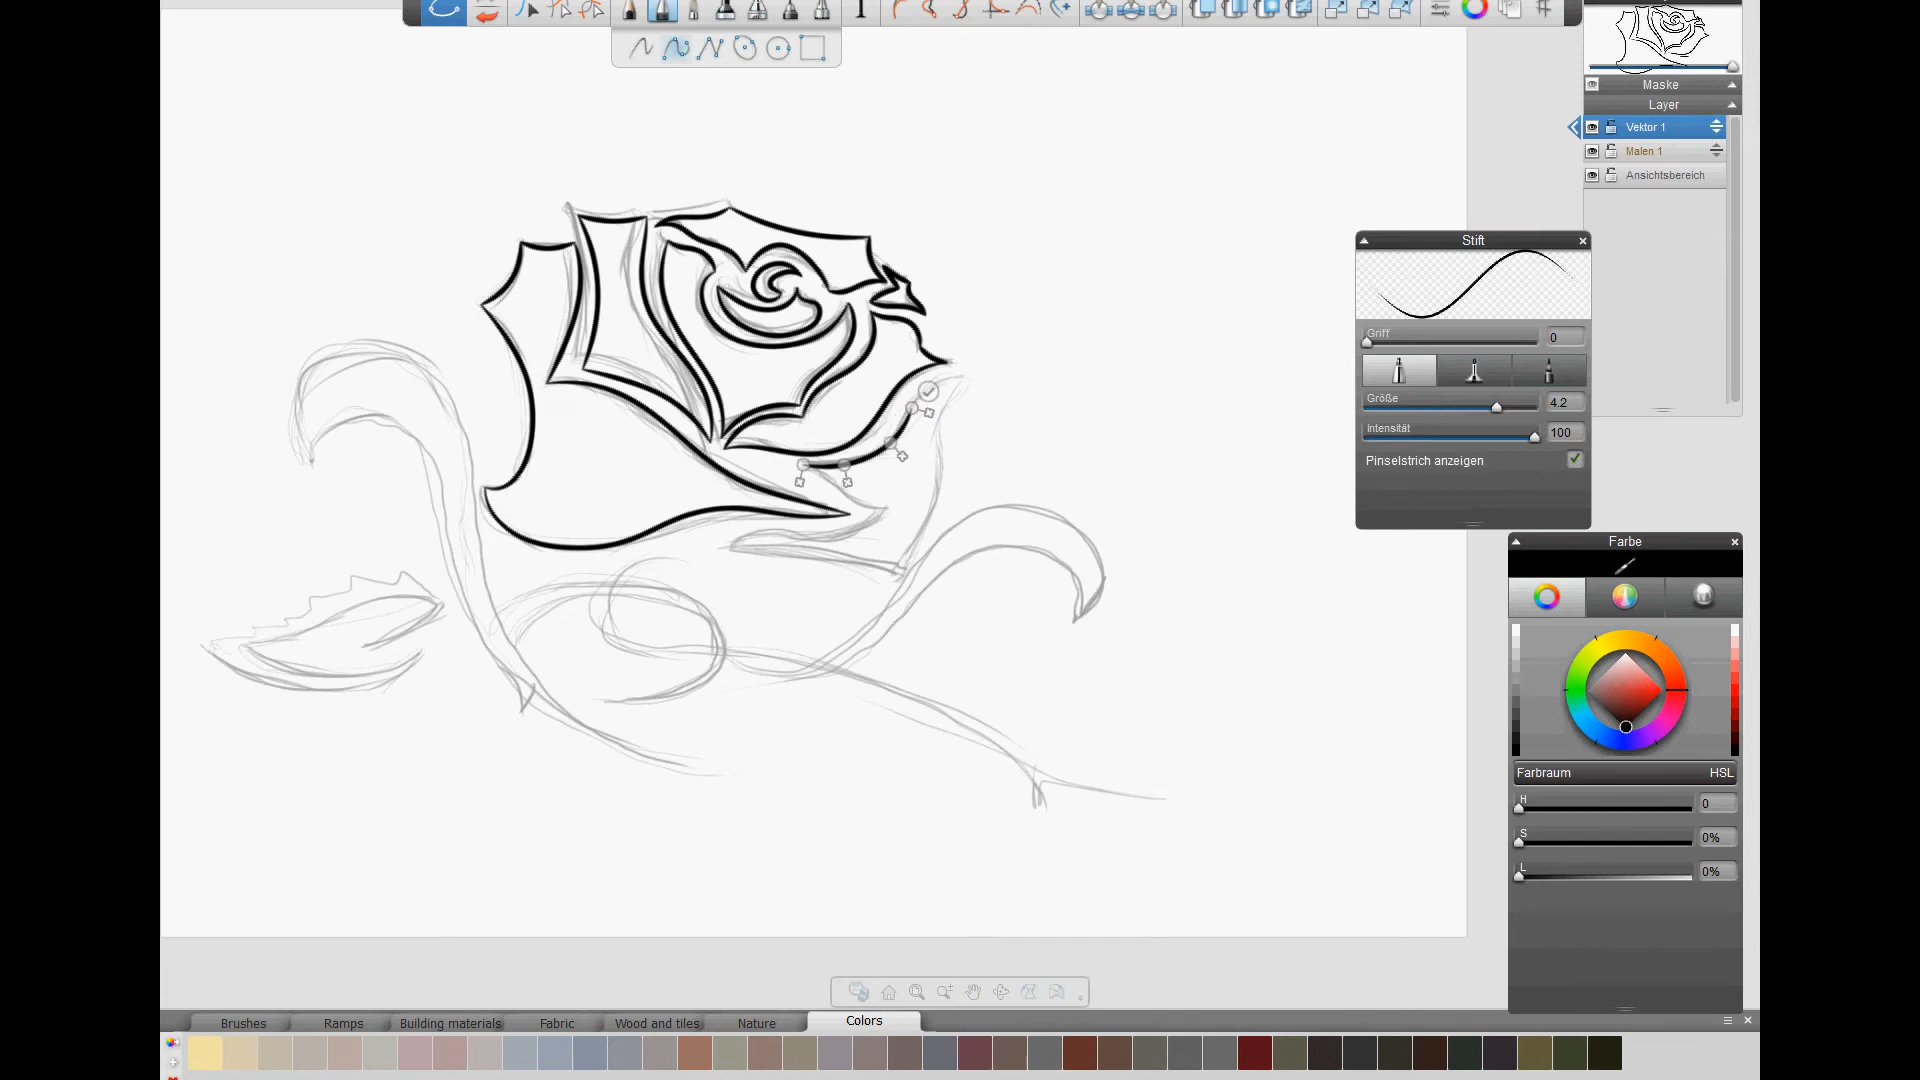 Maske
Layer
Vektor 1
Malen 1
Ansichtsbereich
Stift
Griff
0
Größe
4.2
Intensität
100
Pinselstrich anzeigen
Farbe
Farbraum HSL
H
0
S
0%
L
0%
Brushes Ramps Building materials Fabric Wood and tiles Nature Colors